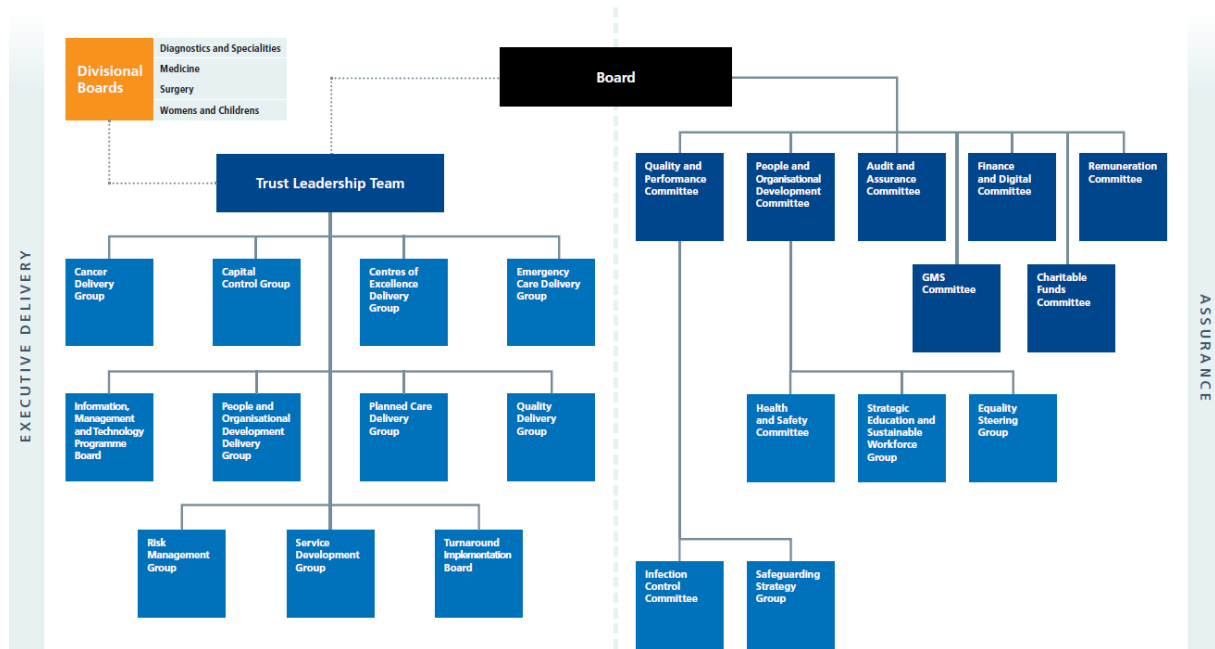 EXECUTIVE DELIVERY
Divisional
Boards
Diagnostics and Specialities
Medicine
Surgery
Womens and Childrens
Board
Trust Leadership Team
Cancer
Delivery
Group
Capital
Control Group
Centres of
Excellence
Delivery
Group
Emergency
Care Delivery
Group
Information,
Management
and Technology
Programme
Board
People and
Organisational
Development
Delivery
Group
Planned Care
Delivery
Group
Quality
Delivery
Group
Risk
Management
Group
Service
Development
Group
Turnaround
Implementation
Board
Quality and
Performance
Committee
People and
Organisational
Development
Committee
Audit and
Assurance
Committee
Finance
and Digital
Committee
Remuneration
Committee
GMS
Committee
Charitable
Funds
Committee
Health
and Safety
Committee
Strategic
Education and
Sustainable
Workforce
Group
Equality
Steering
Group
Infection
Control
Committee
Safeguarding
Strategy
Group
ASSURANCE